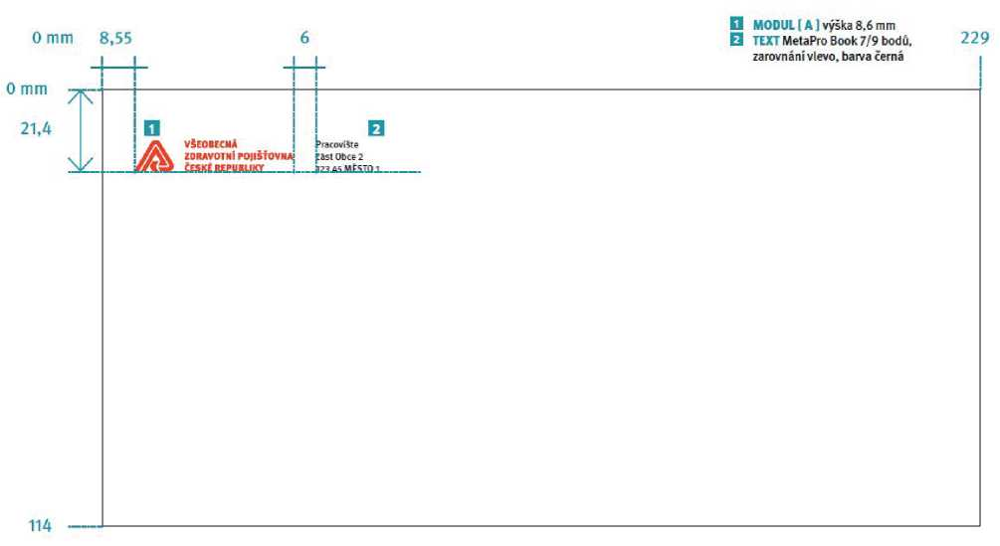 1 MODUL [ A ] výška 8,6 mm
2 TEXT MetaPro Book 7/9 bodů,
zarovnání vlevo, barva černá
0 mm 8,55 6 229
0 mm
21,4
1 2
VŠEOBECNÁ
ZDRAVOTNÍ POJIŠŤOVNA
ČESKÉ REPUBLIKY
Pracoviště
Část Obce 2
123 45 MĚSTO 1
114